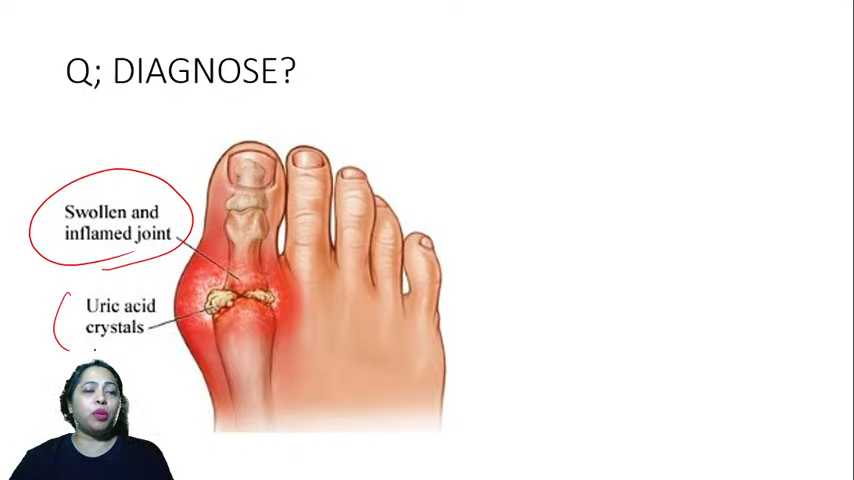 Q; DIAGNOSE?
Swollen and
inflamed joint
Uric acid
crystals